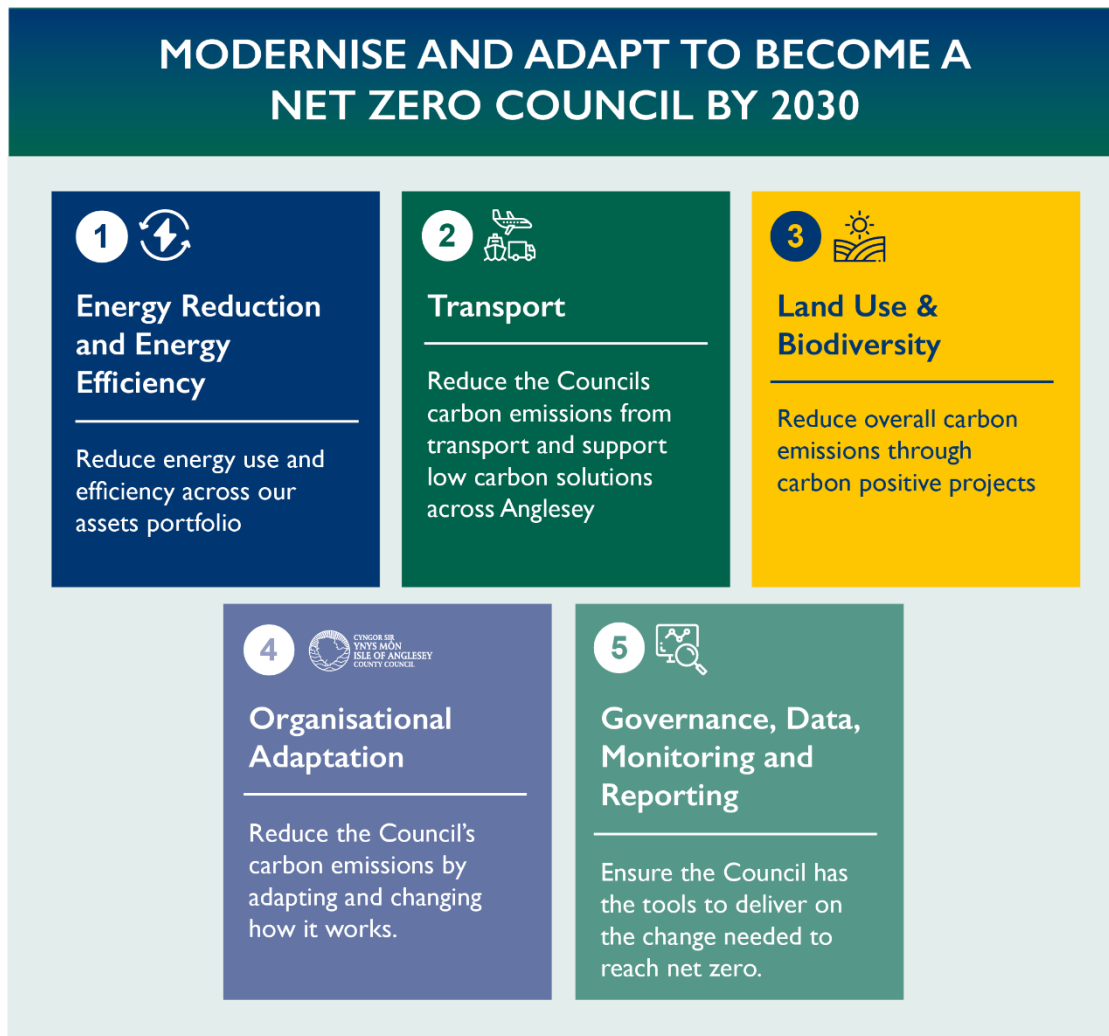 MODERNISE AND ADAPT TO BECOME A
NET ZERO COUNCIL BY 2030
1
Energy Reduction
and Energy
Efficiency
Reduce energy use and
efficiency across our
assets portfolio
2
Transport
Reduce the Councils
carbon emissions from
transport and support
low carbon solutions
across Anglesey
3
Land Use &
Biodiversity
Reduce overall carbon
emissions through
carbon positive projects
4
CYNGOR SIR
YNYS MÔN
ISLE OF ANGLESEY
COUNTY COUNCIL
Organisational
Adaptation
Reduce the Council’s
carbon emissions by
adapting and changing
how it works.
5
Governance, Data,
Monitoring and
Reporting
Ensure the Council has
the tools to deliver on
the change needed to
reach net zero.